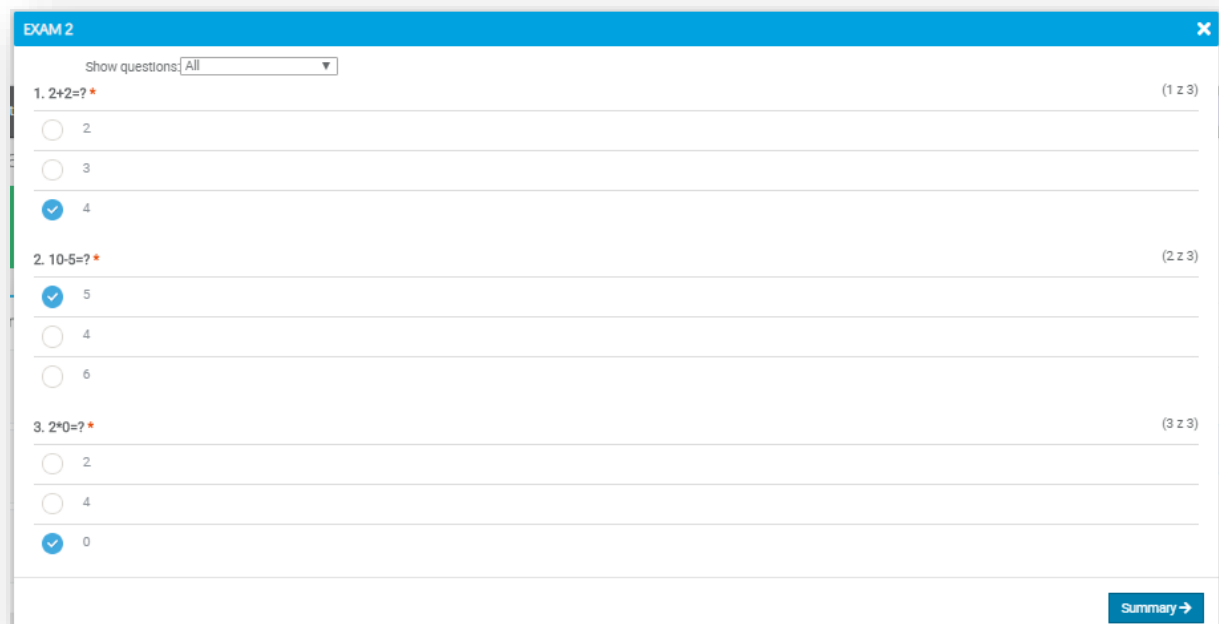 EXAM 2
Show questions: All
1. 2+2=? * (1 z 3)
2
3
4
2. 10-5=? * (2 z 3)
5
4
6
3. 2*0=? * (3 z 3)
2
4
0
Summary